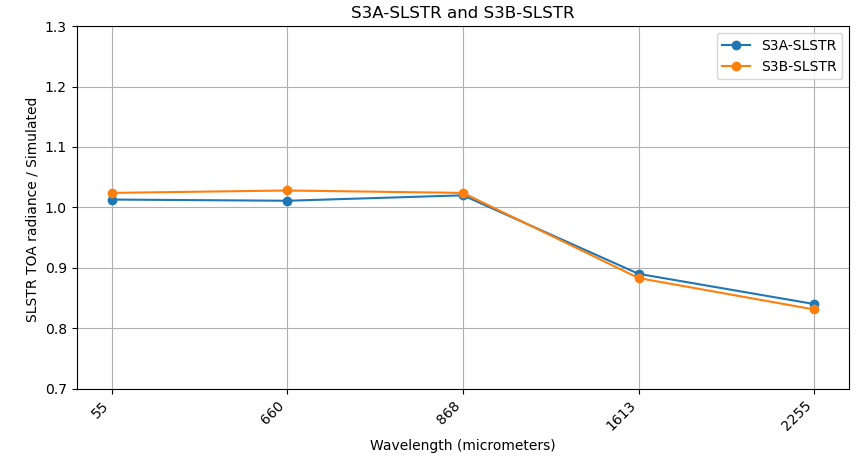 S3A-SLSTR and S3B-SLSTR
1.3
1.2
1.1
1.0
0.9
0.8
0.7
SLSTR TOA radiance / Simulated
S3A-SLSTR
S3B-SLSTR
55
660
868
1613
2255
Wavelength (micrometers)